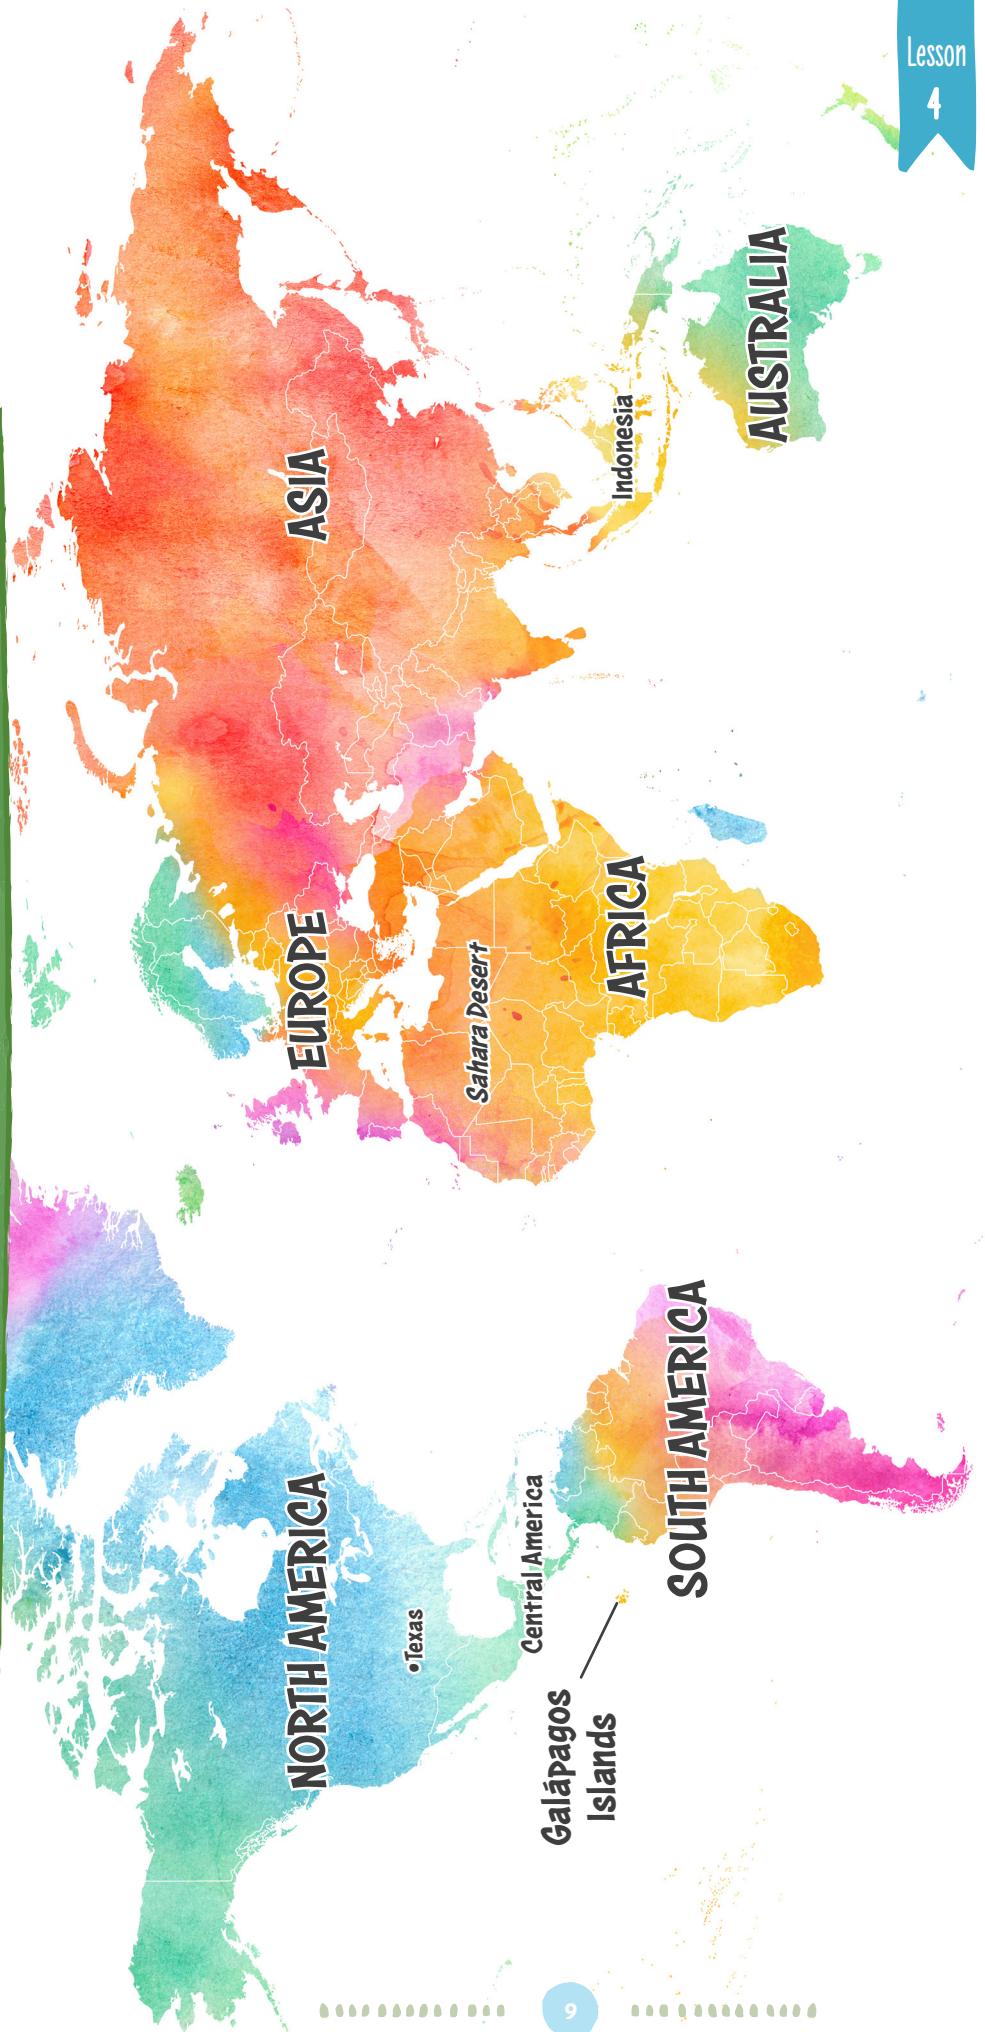 Lesson
4
NORTH AMERICA
EUROPE
ASIA
Texas
Sahara Desert
Central America
AFRICA
Indonesia
Galápagos
Islands
SOUTH AMERICA
AUSTRALIA
9